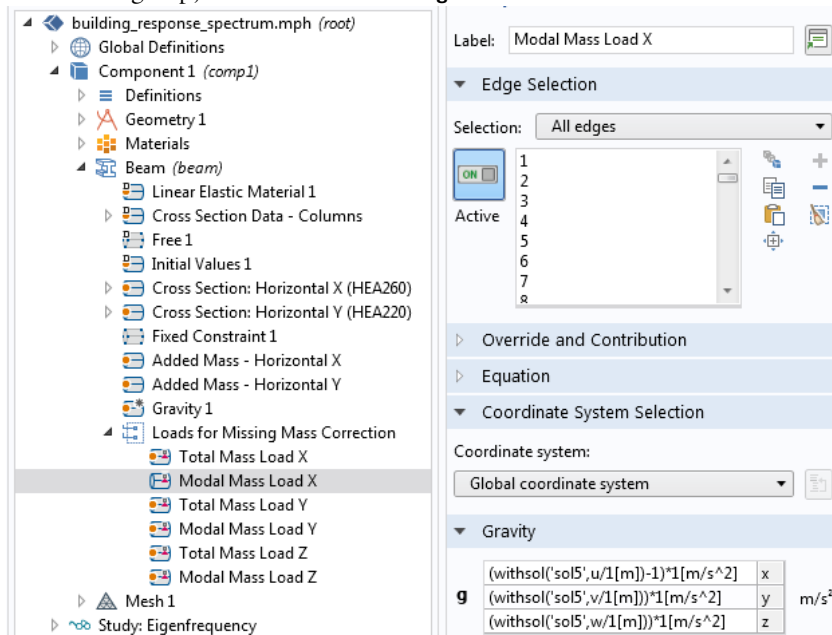 building_response_spectrum.mph (root)
Global Definitions
Component 1 (comp1)
Definitions
Geometry 1
Materials
Beam (beam)
Linear Elastic Material 1
Cross Section Data - Columns
Free 1
Initial Values 1
Cross Section: Horizontal X (HEA260)
Cross Section: Horizontal Y (HEA220)
Fixed Constraint 1
Added Mass - Horizontal X
Added Mass - Horizontal Y
Gravity 1
Loads for Missing Mass Correction
Total Mass Load X
Modal Mass Load X
Total Mass Load Y
Modal Mass Load Y
Total Mass Load Z
Modal Mass Load Z
Mesh 1
Study: Eigenfrequency
Label: Modal Mass Load X
Edge Selection
Selection: All edges
ON
Active
1
2
3
4
5
6
7
8
Override and Contribution
Equation
Coordinate System Selection
Coordinate system:
Global coordinate system
Gravity
(withsol('sol5',u/1[m])-1)*1[m/s^2] x
g (withsol('sol5',v/1[m]))*1[m/s^2] y m/s²
(withsol('sol5',w/1[m]))*1[m/s^2] z